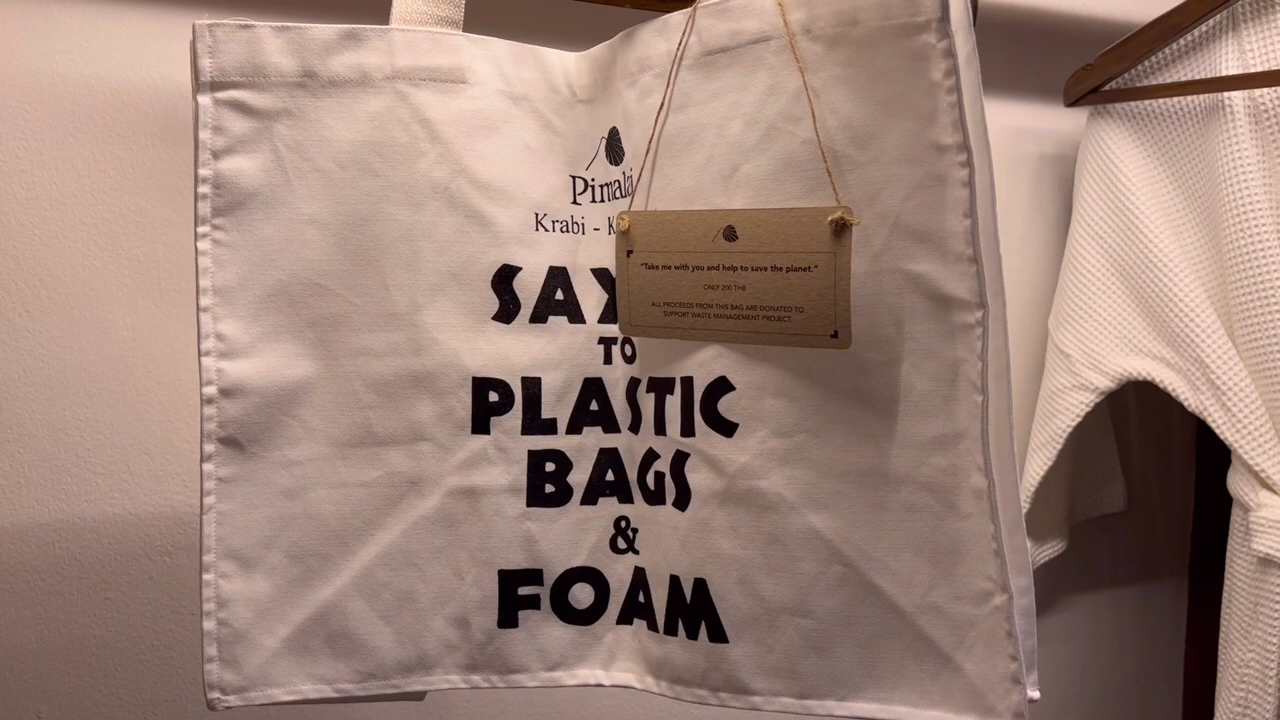 Pimalai
Krabi - K
SAY
TO
PLASTIC
BAGS
&
FOAM
"Take me with you and help to save the planet."
ONLY 200 THB
ALL PROCEEDS FROM THIS BAG ARE DONATED TO
SUPPORT WASTE MANAGEMENT PROJECT.